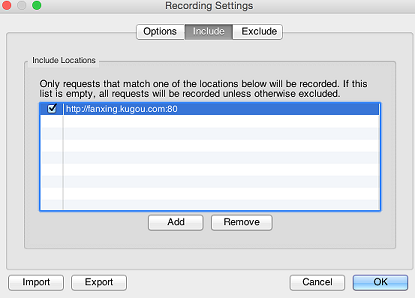 Recording Settings
Options Include Exclude
Include Locations
Only requests that match one of the locations below will be recorded. If this
list is empty, all requests will be recorded unless otherwise excluded.
http://fanxing.kugou.com:80
Add Remove
Import Export Cancel OK